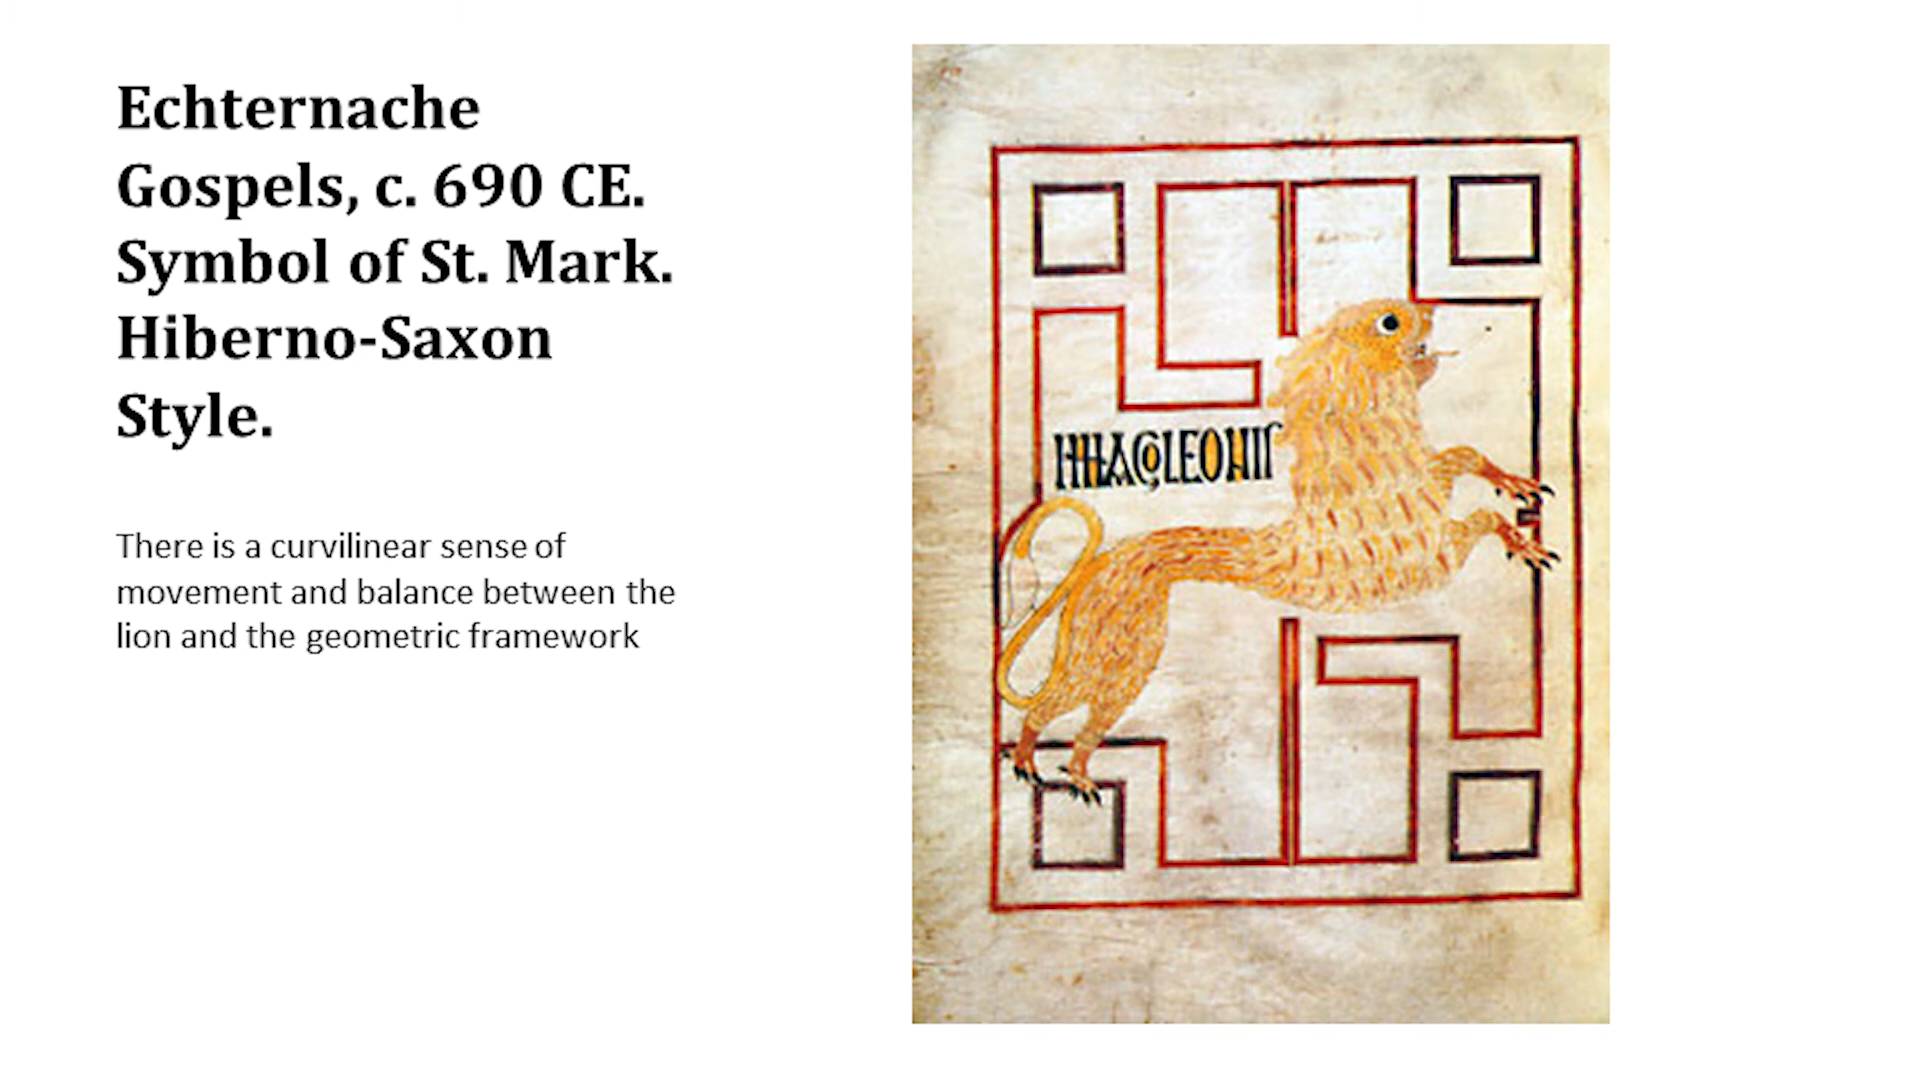 Echternache
Gospels, c. 690 CE.
Symbol of St. Mark.
Hiberno-Saxon
Style.
There is a curvilinear sense of
movement and balance between the
lion and the geometric framework